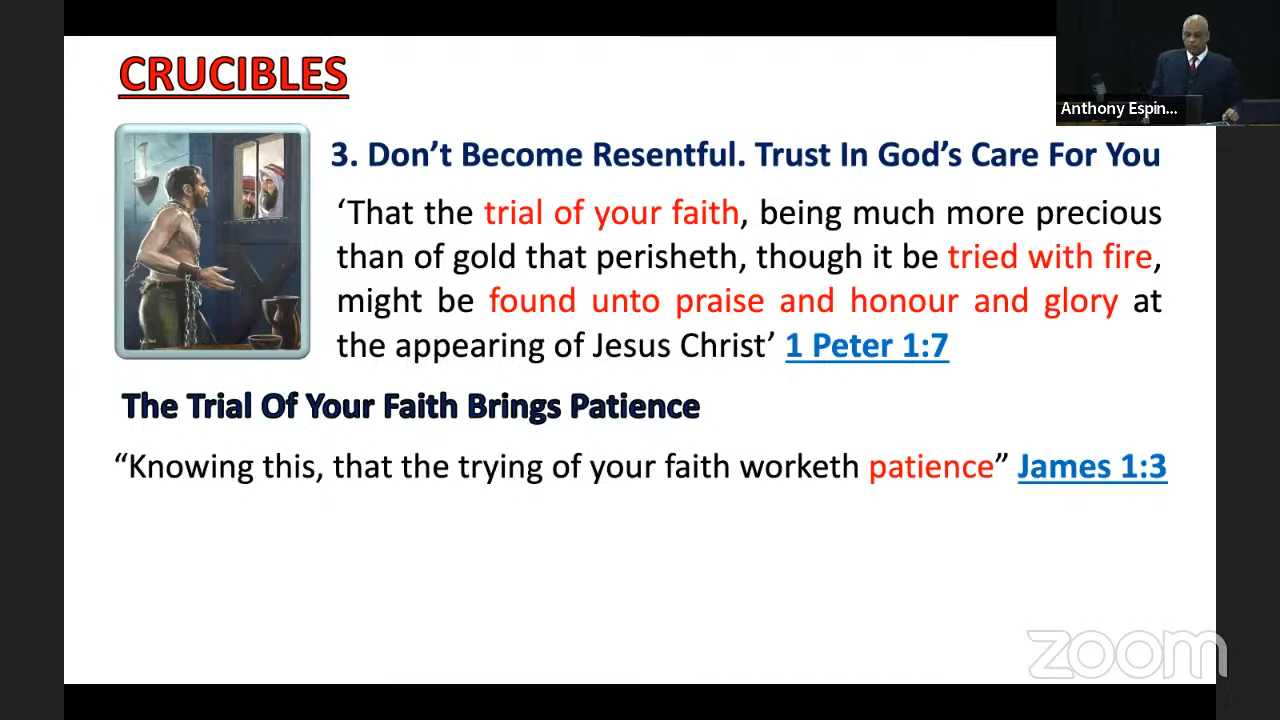 CRUCIBLES
Anthony Espin...
3. Don’t Become Resentful. Trust In God’s Care For You
‘That the trial of your faith, being much more precious
than of gold that perisheth, though it be tried with fire,
might be found unto praise and honour and glory at
the appearing of Jesus Christ’ 1 Peter 1:7
The Trial Of Your Faith Brings Patience
“Knowing this, that the trying of your faith worketh patience” James 1:3
zoom